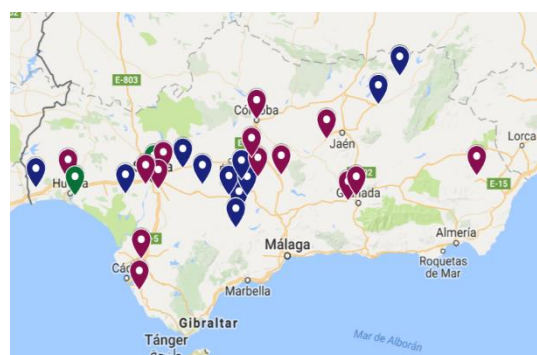 E-803
Córdoba
Jaén
Lorca
Huelva
Granada
E-15
Almería
Málaga
Roquetas
de Mar
Marbella
Gibraltar
Mar de Alborán
Tánger